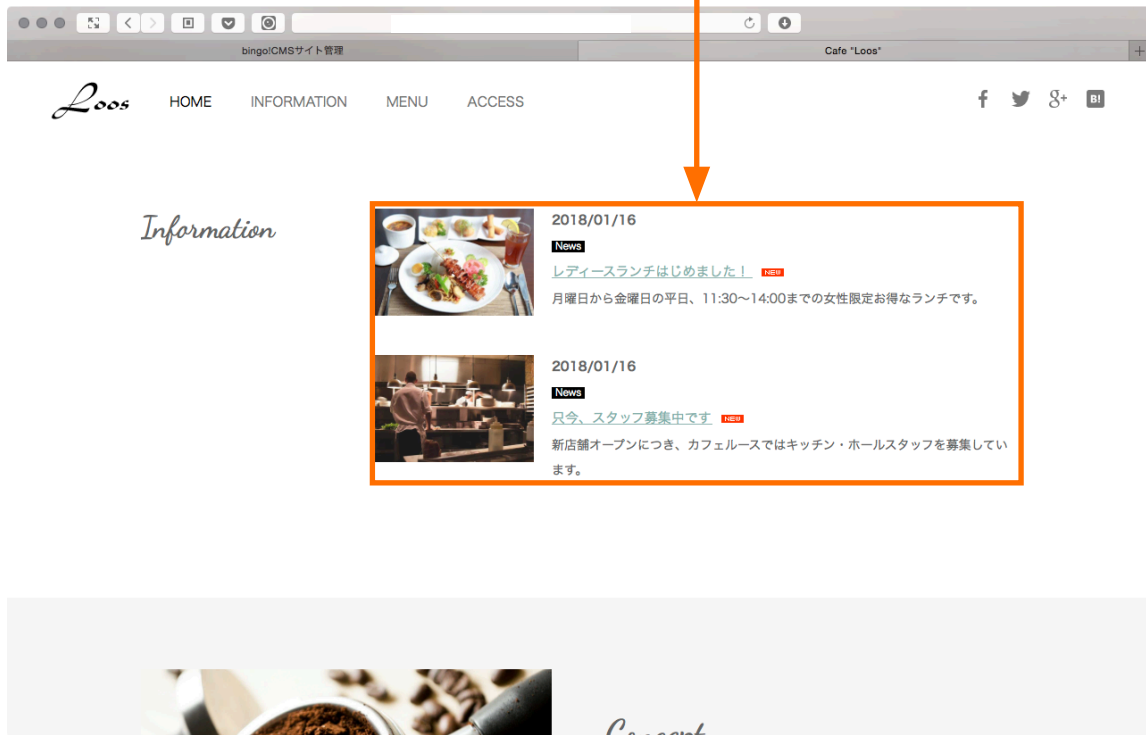 bingo!CMSサイト管理
Cafe "Loos"
+
Loos
HOME
INFORMATION
MENU
ACCESS
f
g+
B!
Information
2018/01/16
News
レディースランチはじめました！ NEW
月曜日から金曜日の平日、11:30〜14:00までの女性限定お得なランチです。
2018/01/16
News
只今、スタッフ募集中です NEW
新店舗オープンにつき、カフェルースではキッチン・ホールスタッフを募集してい
ます。
Concept